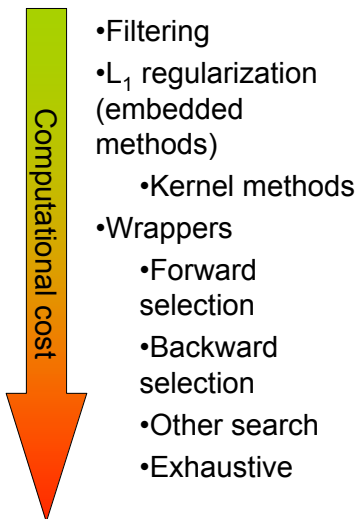 Computational cost
•Filtering
•L₁ regularization
(embedded
methods)
•Kernel methods
•Wrappers
•Forward
selection
•Backward
selection
•Other search
•Exhaustive